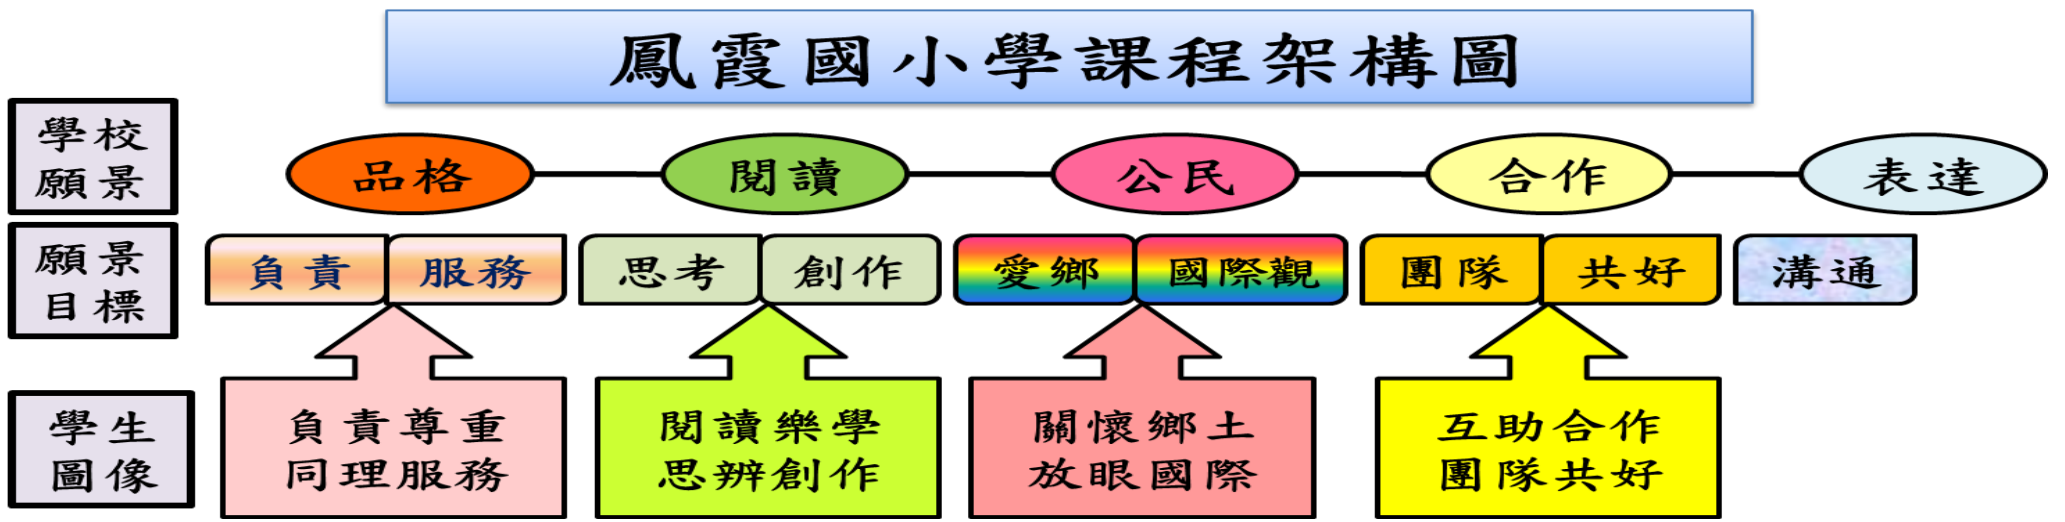 鳳霞國小學課程架構圖
學校
願景
品格 閱讀 公民 合作 表達
願景
目標
負責 服務 思考 創作 愛鄉 國際觀 團隊 共好 溝通
學生
圖像
負責尊重
同理服務
閱讀樂學
思辨創作
關懷鄉土
放眼國際
互助合作
團隊共好